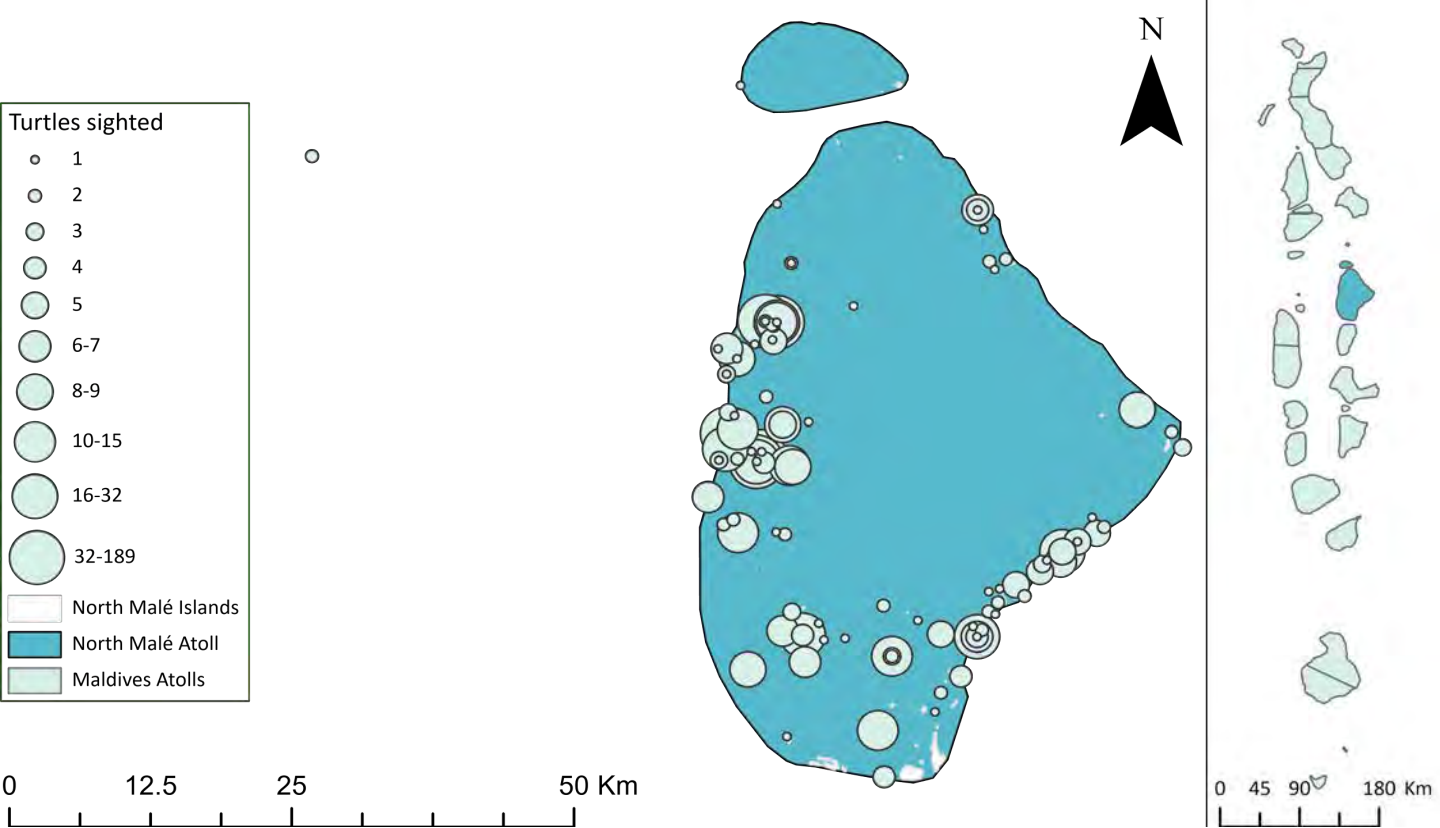 N
Turtles sighted
1
2
3
4
5
6-7
8-9
10-15
16-32
32-189
North Malé Islands
North Malé Atoll
Maldives Atolls
0 12.5 25 50 Km
0 45 90 180 Km